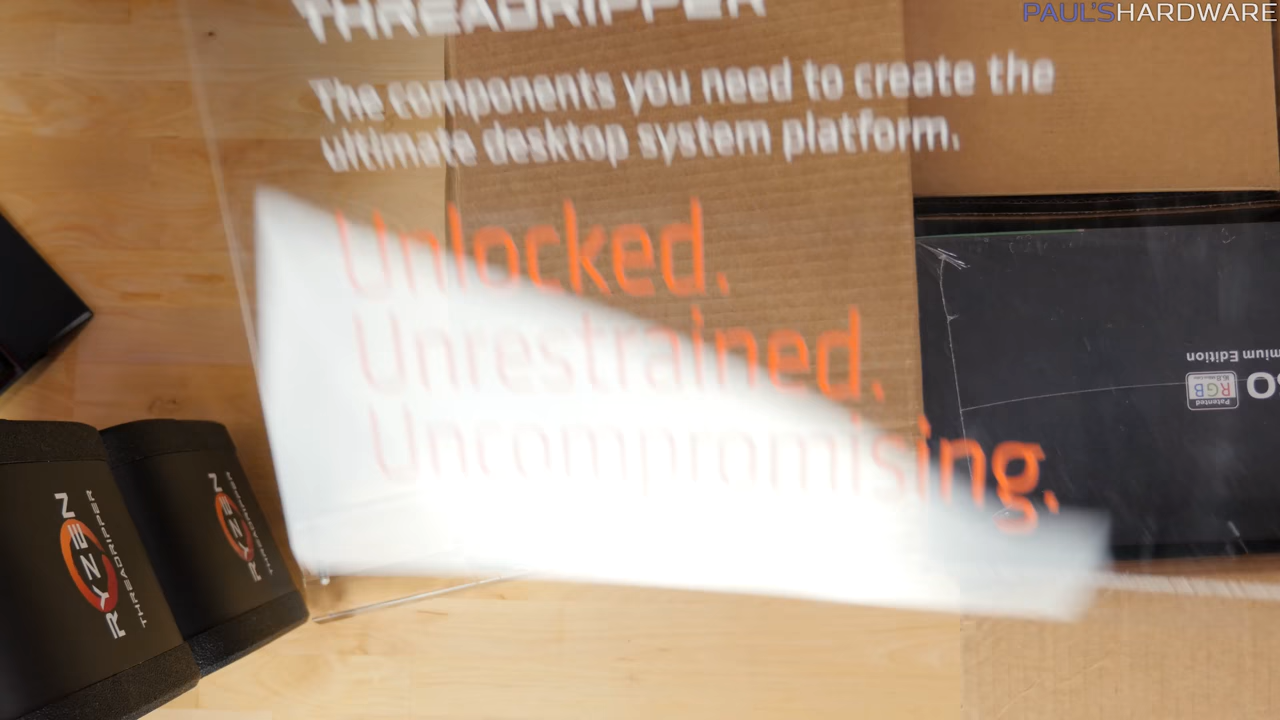 PAUL'SHARDWARE
THREADRIPPER
The components you need to create the
ultimate desktop system platform.
Unlocked.
Unrestrained.
Uncompromising.
mium Edition
RGB
Patented
RYZEN
THREADRIPPER
RYZEN
THREADRIPPER